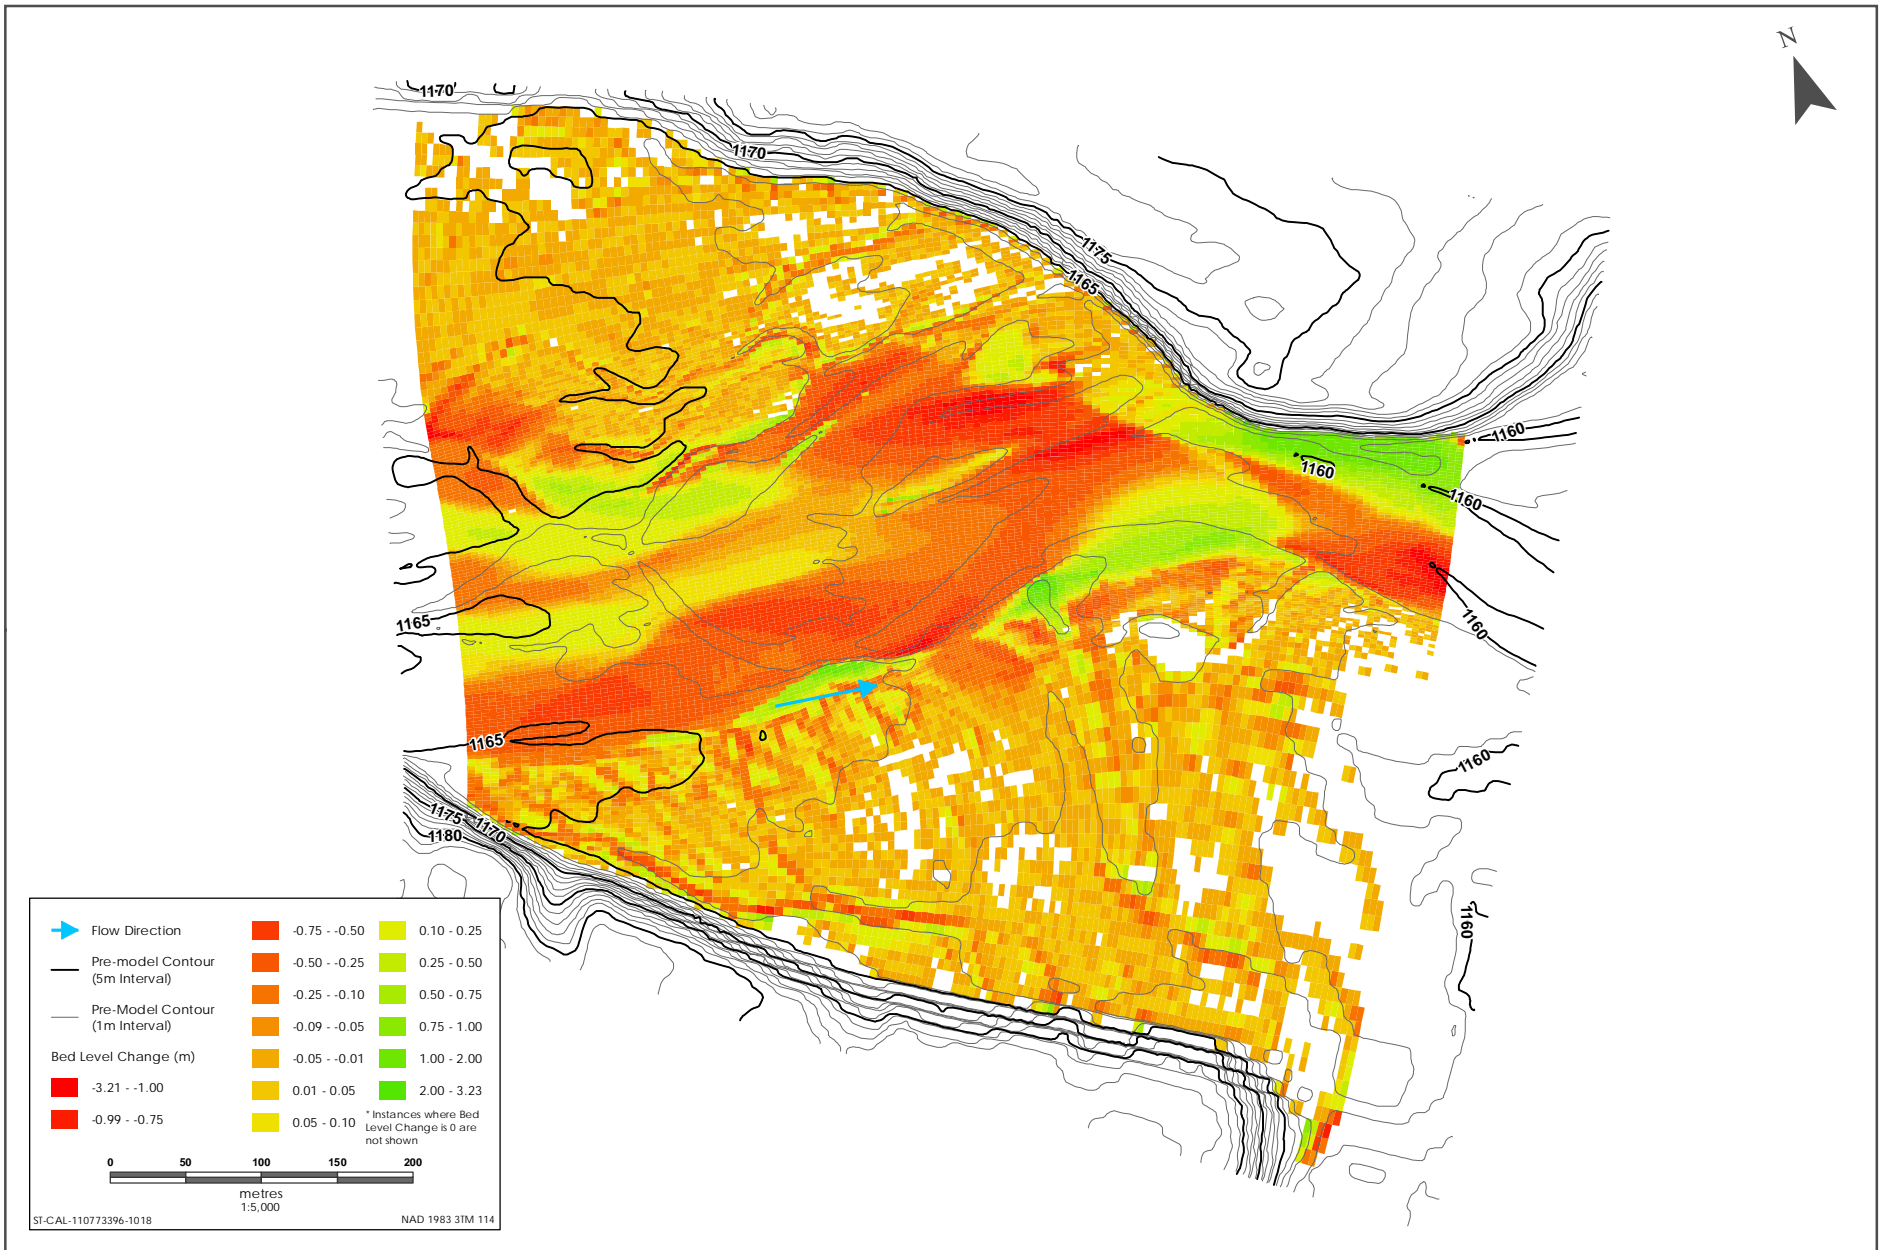 N
1170
1170
1175
1165
1160
1160
1160
1160
1165
1165
1160
1175
1170
1180
1160
Flow Direction
Pre-model Contour
(5m Interval)
Pre-Model Contour
(1m Interval)
Bed Level Change (m)
-3.21 - -1.00
-0.99 - -0.75
-0.75 - -0.50
-0.50 - -0.25
-0.25 - -0.10
-0.09 - -0.05
-0.05 - -0.01
0.01 - 0.05
0.05 - 0.10
0.10 - 0.25
0.25 - 0.50
0.50 - 0.75
0.75 - 1.00
1.00 - 2.00
2.00 - 3.23
* Instances where Bed
Level Change is 0 are
not shown
0 50 100 150 200
metres
1:5,000
ST-CAL-110773396-1018
NAD 1983 3TM 114